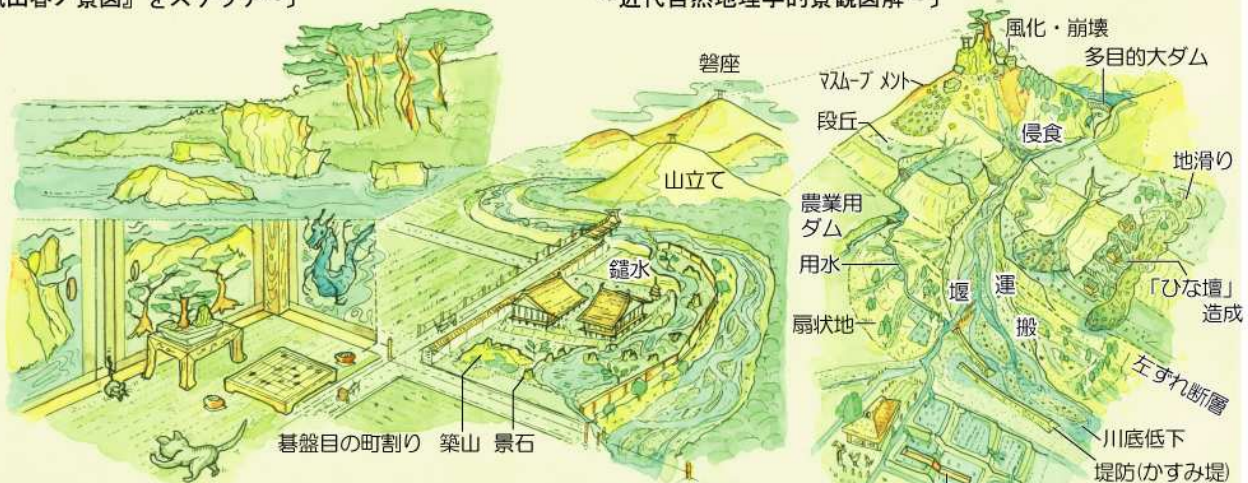 山春ノ景図』をスケッチ〜」
〜近代自然地理学的景観図解〜」
磐座
山立て
鑓水
碁盤目の町割り
築山
景石
風化・崩壊
多目的大ダム
マスムーブメント
段丘
侵食
地滑り
農業用
ダム
用水
堰
運
搬
「ひな壇」
造成
扇状地
左ずれ断層
川底低下
堤防(かすみ堤)